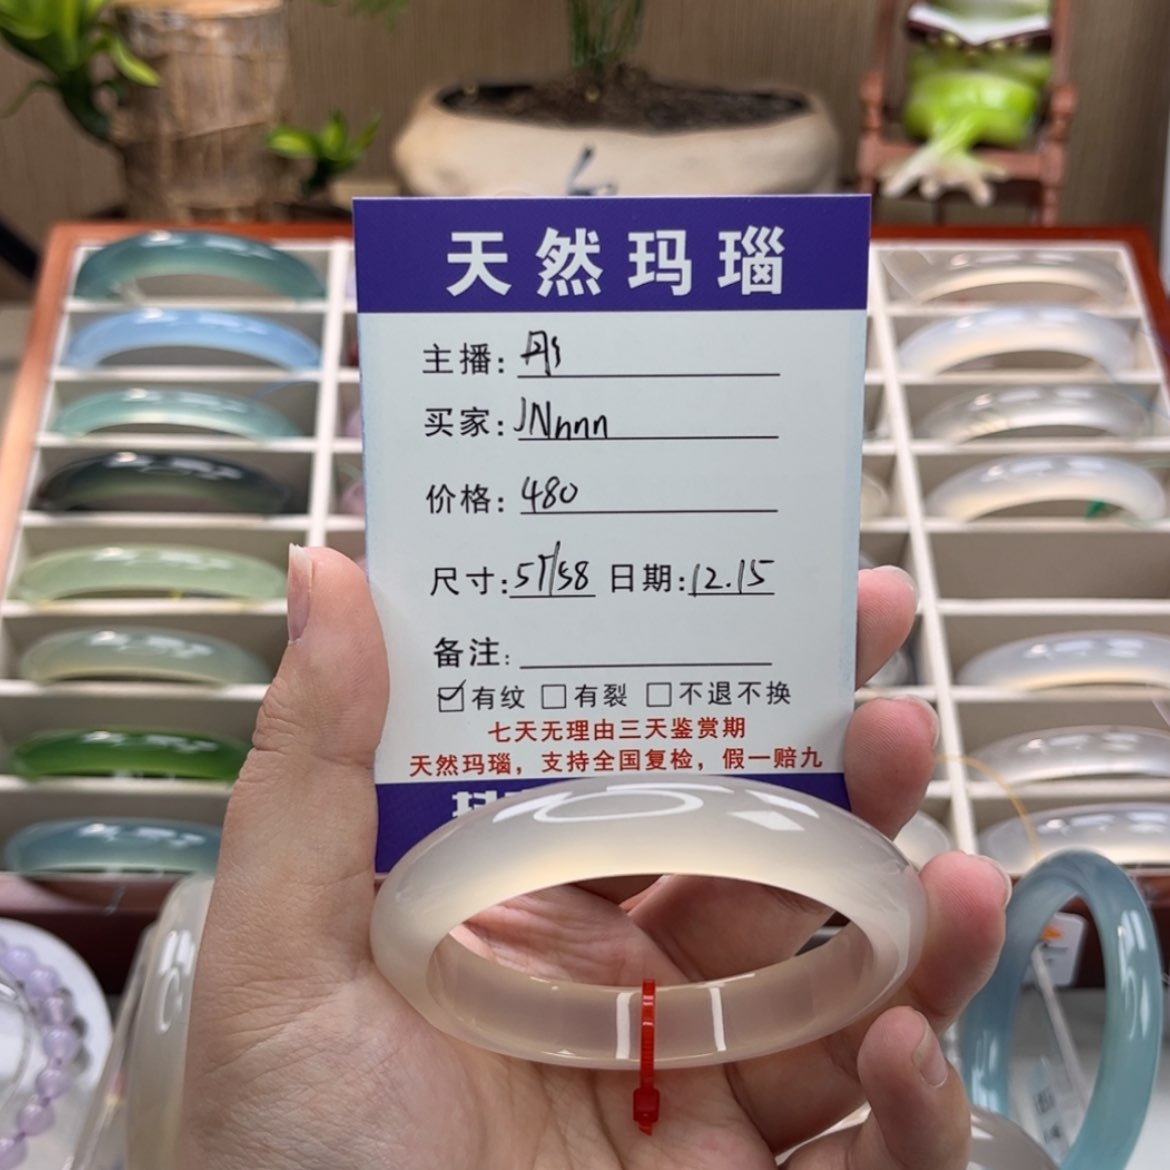 天然玛瑙
主播:
买家: JNnnn
价格: 480
尺寸: 57/58 日期: 12.15
备注:
☑有纹 □有裂 □不退不换
七天无理由三天鉴赏期
天然玛瑙，支持全国复检，假一赔九